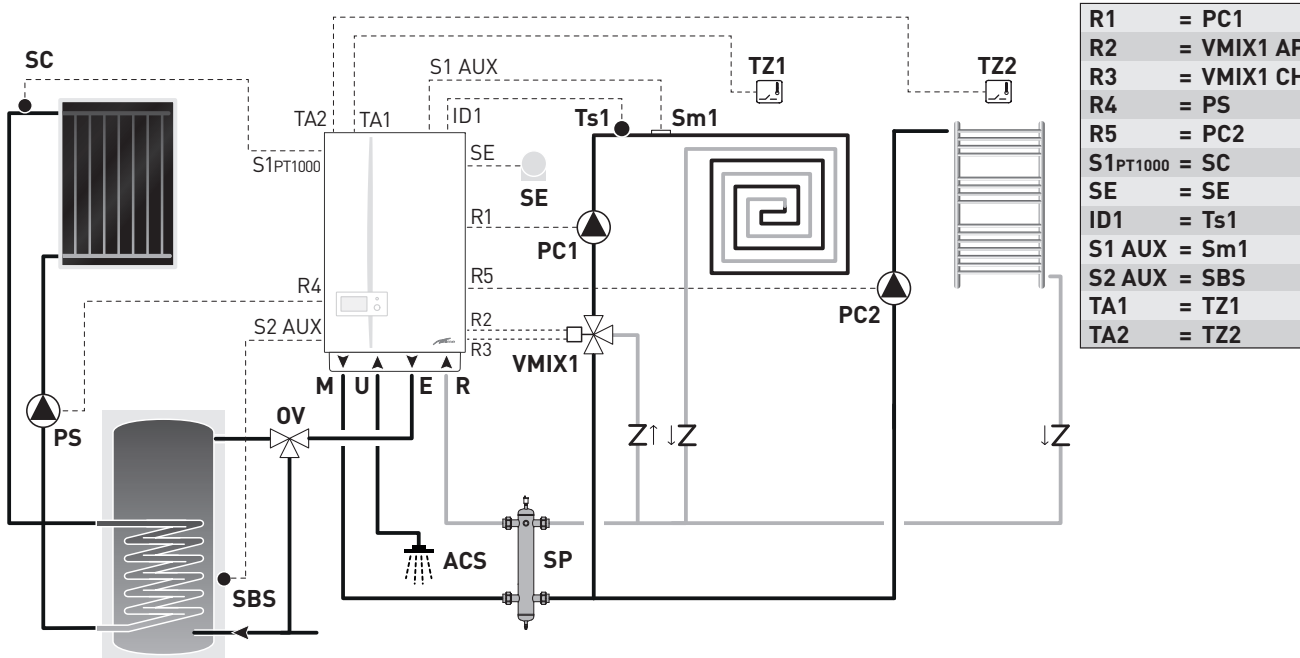 SC
S1 AUX
TZ1
TZ2
TA2
TA1
ID1
Ts1
Sm1
S1PT1000
SE
SE
R1
PC1
R4
R5
PC2
S2 AUX
R2
R3
VMIX1
M U E R
PS
OV
Z↑ ↓Z
↓Z
ACS
SP
SBS
R1 = PC1
R2 = VMIX1
R3 = VMIX1
R4 = PS
R5 = PC2
S1PT1000 = SC
SE = SE
ID1 = Ts1
S1 AUX = Sm1
S2 AUX = SBS
TA1 = TZ1
TA2 = TZ2